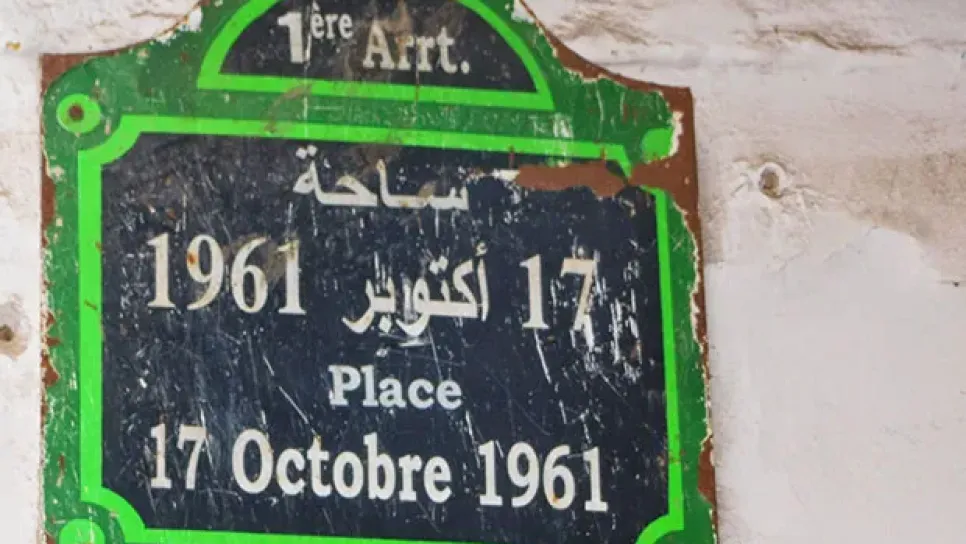 1ère Arrt.
ساحة
17 أكتوبر 1961
Place
17 Octobre 1961